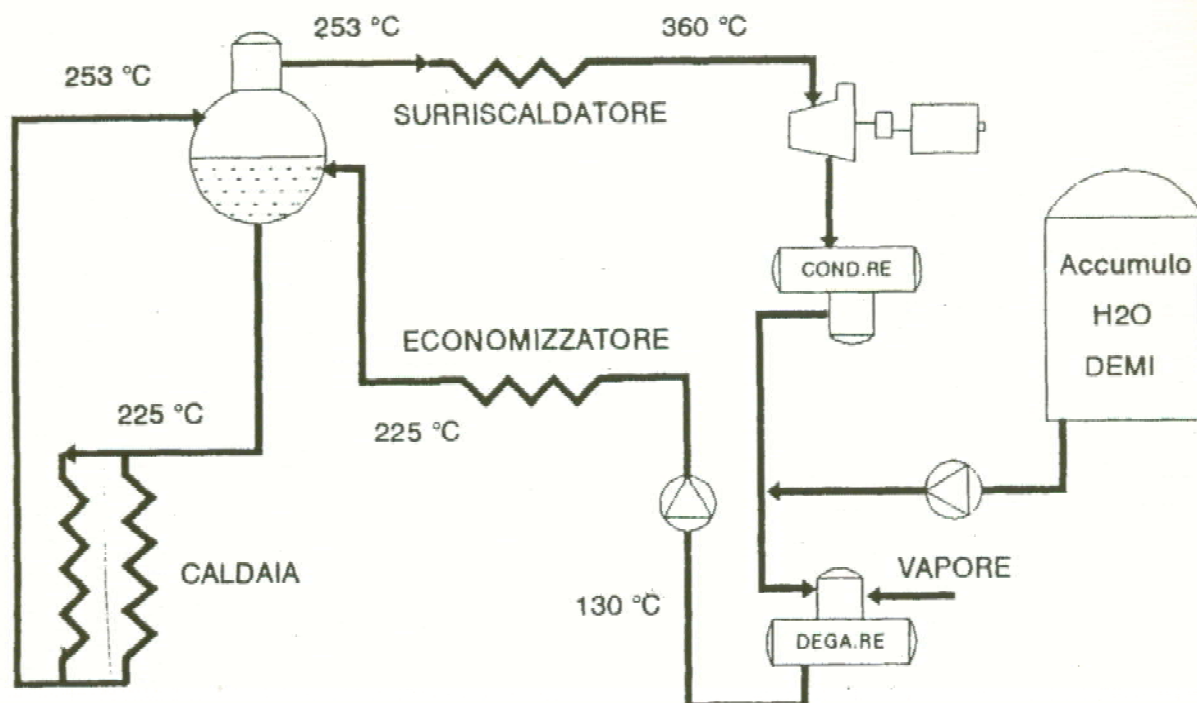 253 °C
360 °C
253 °C
SURRISCALDATORE
COND.RE
Accumulo
H2O
DEMI
ECONOMIZZATORE
225 °C
225 °C
CALDAIA
VAPORE
130 °C
DEGA.RE